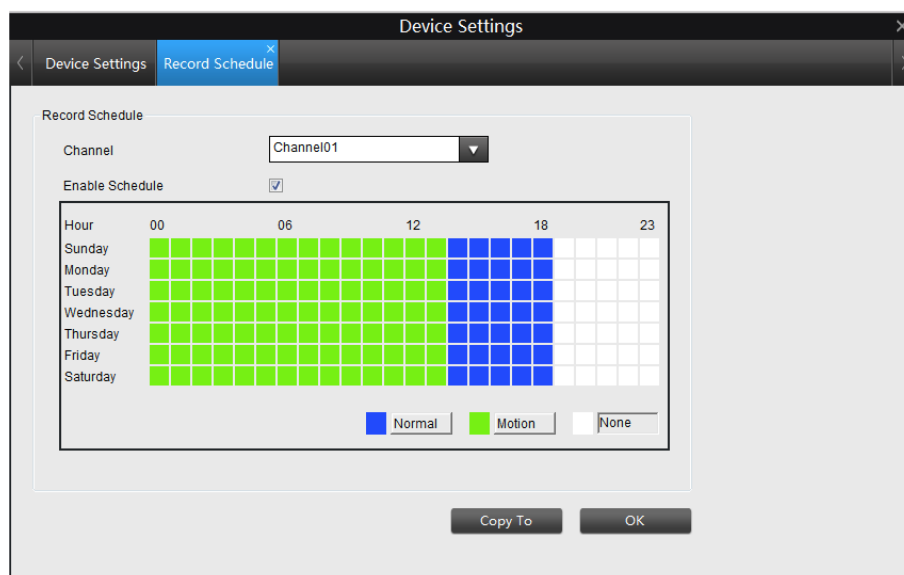 Device Settings
Device Settings
Record Schedule
Record Schedule
Channel
Channel01
Enable Schedule
Hour 00 06 12 18 23
Sunday
Monday
Tuesday
Wednesday
Thursday
Friday
Saturday
Normal
Motion
None
Copy To
OK